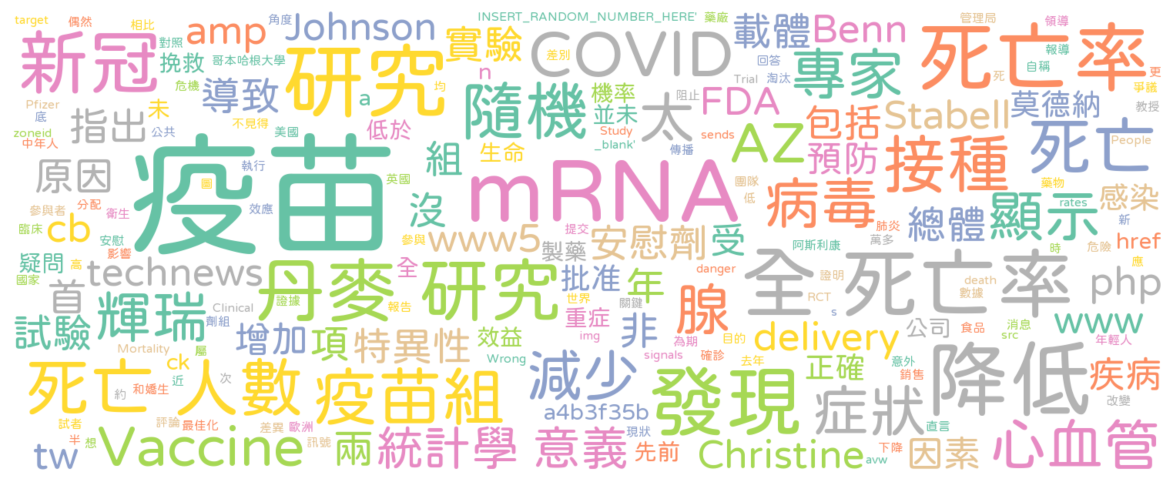 target 相比 角度 Johnson INSERT_RANDOM_NUMBER_HERE' 藥廠 管理局 領導
新冠 對照 amp 研究 實驗 COVID 差別 載體 Benn 死亡率 報導
挽救 哥本哈根大學 n 回答 淘汰 自稱 更
危機 導致 a 均 隨機 機率 阻止 FDA 專家 Trial 死 爭議
Pfizer 底 指出 未 不見得 低於 並未 太 包括 Stabell 莫德納 教授
zoneid 公共 美國 Study sends AZ 死亡 People
中年人 疫苗 執行 組 生命 _blank' 傳播 預防 接種
原因 圖 英國 mRNA 團隊 病毒 藥物 rates 感染
參與者 分配 衛生 效應 沒 低 總體 顯示 新
臨床 cb 安慰 參與 www5 提交 安慰劑 受 肺炎 時 危險
疑問 影響 高 technews 丹麥 研究 全 製藥 阿斯利康 萬多 應 href
國家 首 證據 報告 批准 年 danger 證明 全 死亡率 death php
輝瑞 Clinical 世界 關鍵 腺 RCT 數據
試驗 劑組 增加 項 特異性 效益 重症 非 s delivery 公司 食品 消息 www
Mortality 屬 img 為期 目的 src 年輕人
死亡人數 ck Wrong 減少 signals 確診 去年 正確 意外 降低 疾病
約 近 和嬌生 次 疫苗組 發現 銷售 症狀 改變
試者 評論 最佳化 差異 歐洲 訊號 a4b3f35b 現狀 直言
tw 半 想 Vaccine 兩 統計學 意義 先前 Christine 下降 avw 因素 心血管